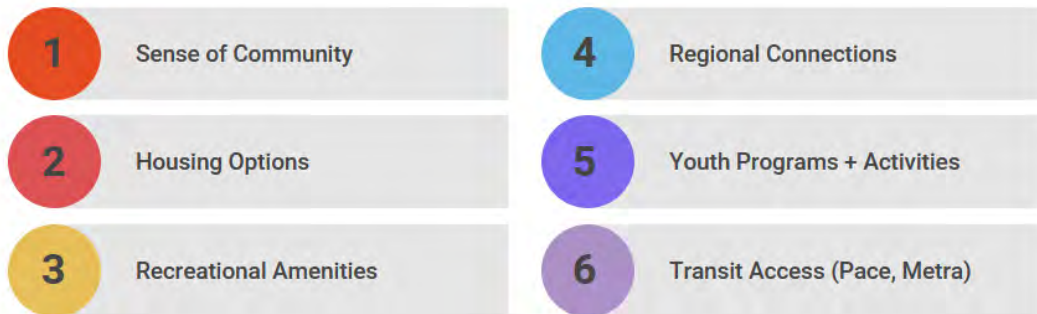 1 Sense of Community
2 Housing Options
3 Recreational Amenities
4 Regional Connections
5 Youth Programs + Activities
6 Transit Access (Pace, Metra)